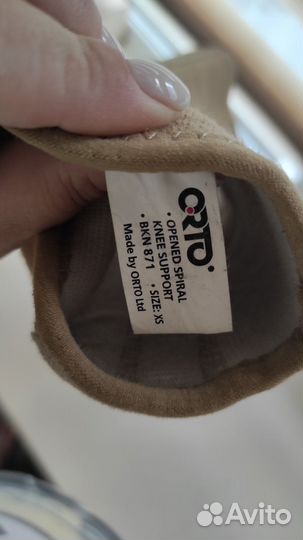 ORTO
• OPENED SPIRAL
KNEE SUPPORT
• BKN 871 • SIZE: XS
Made by ORTO Ltd
Avito